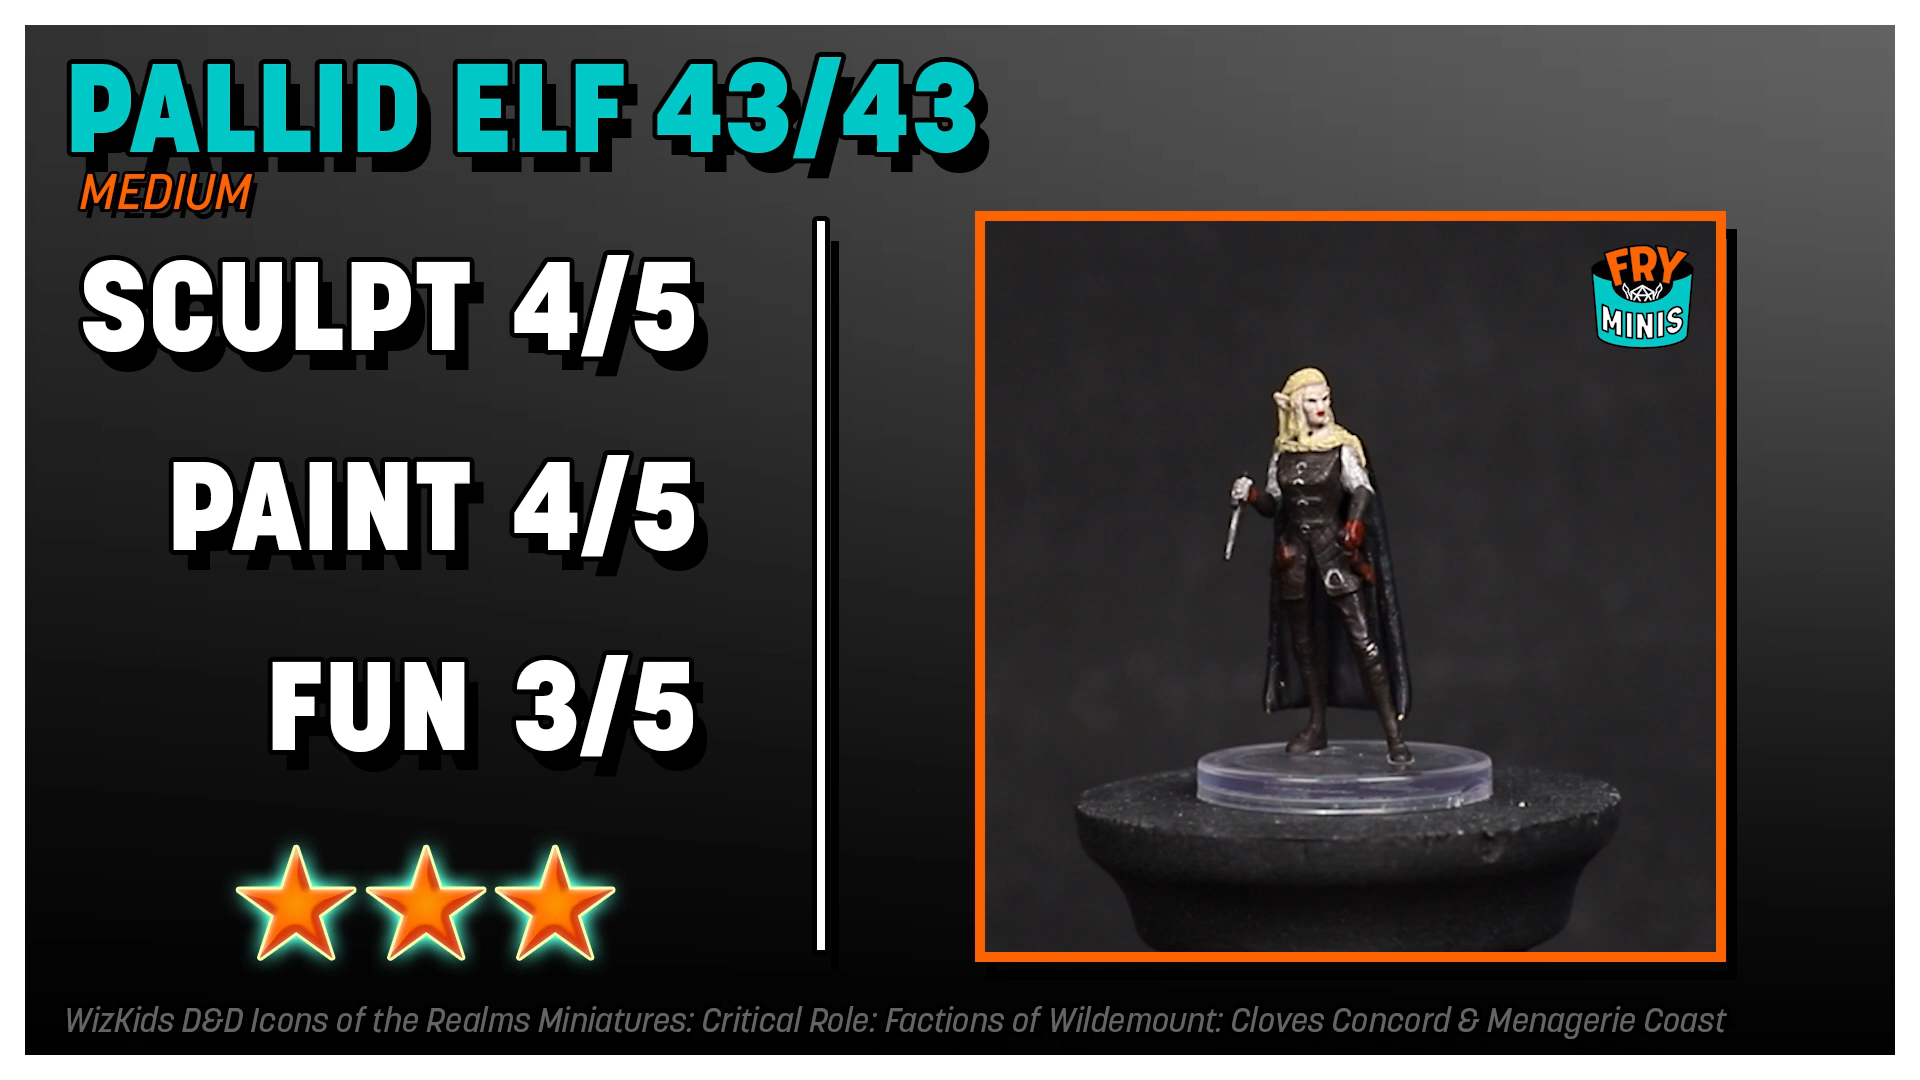 PALLID ELF 43/43
MEDIUM
SCULPT 4/5
PAINT 4/5
FUN 3/5
FRY
MINIS
WizKids D&D Icons of the Realms Miniatures: Critical Role: Factions of Wildemount: Cloves Concord & Menagerie Coast